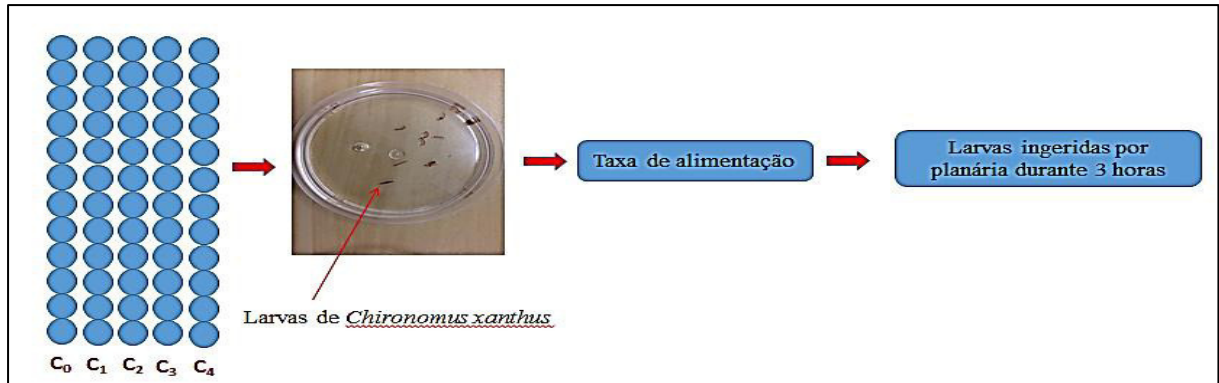 Taxa de alimentação
Larvas ingeridas por
planária durante 3 horas
Larvas de Chironomus xanthus
C₀ C₁ C₂ C₃ C₄